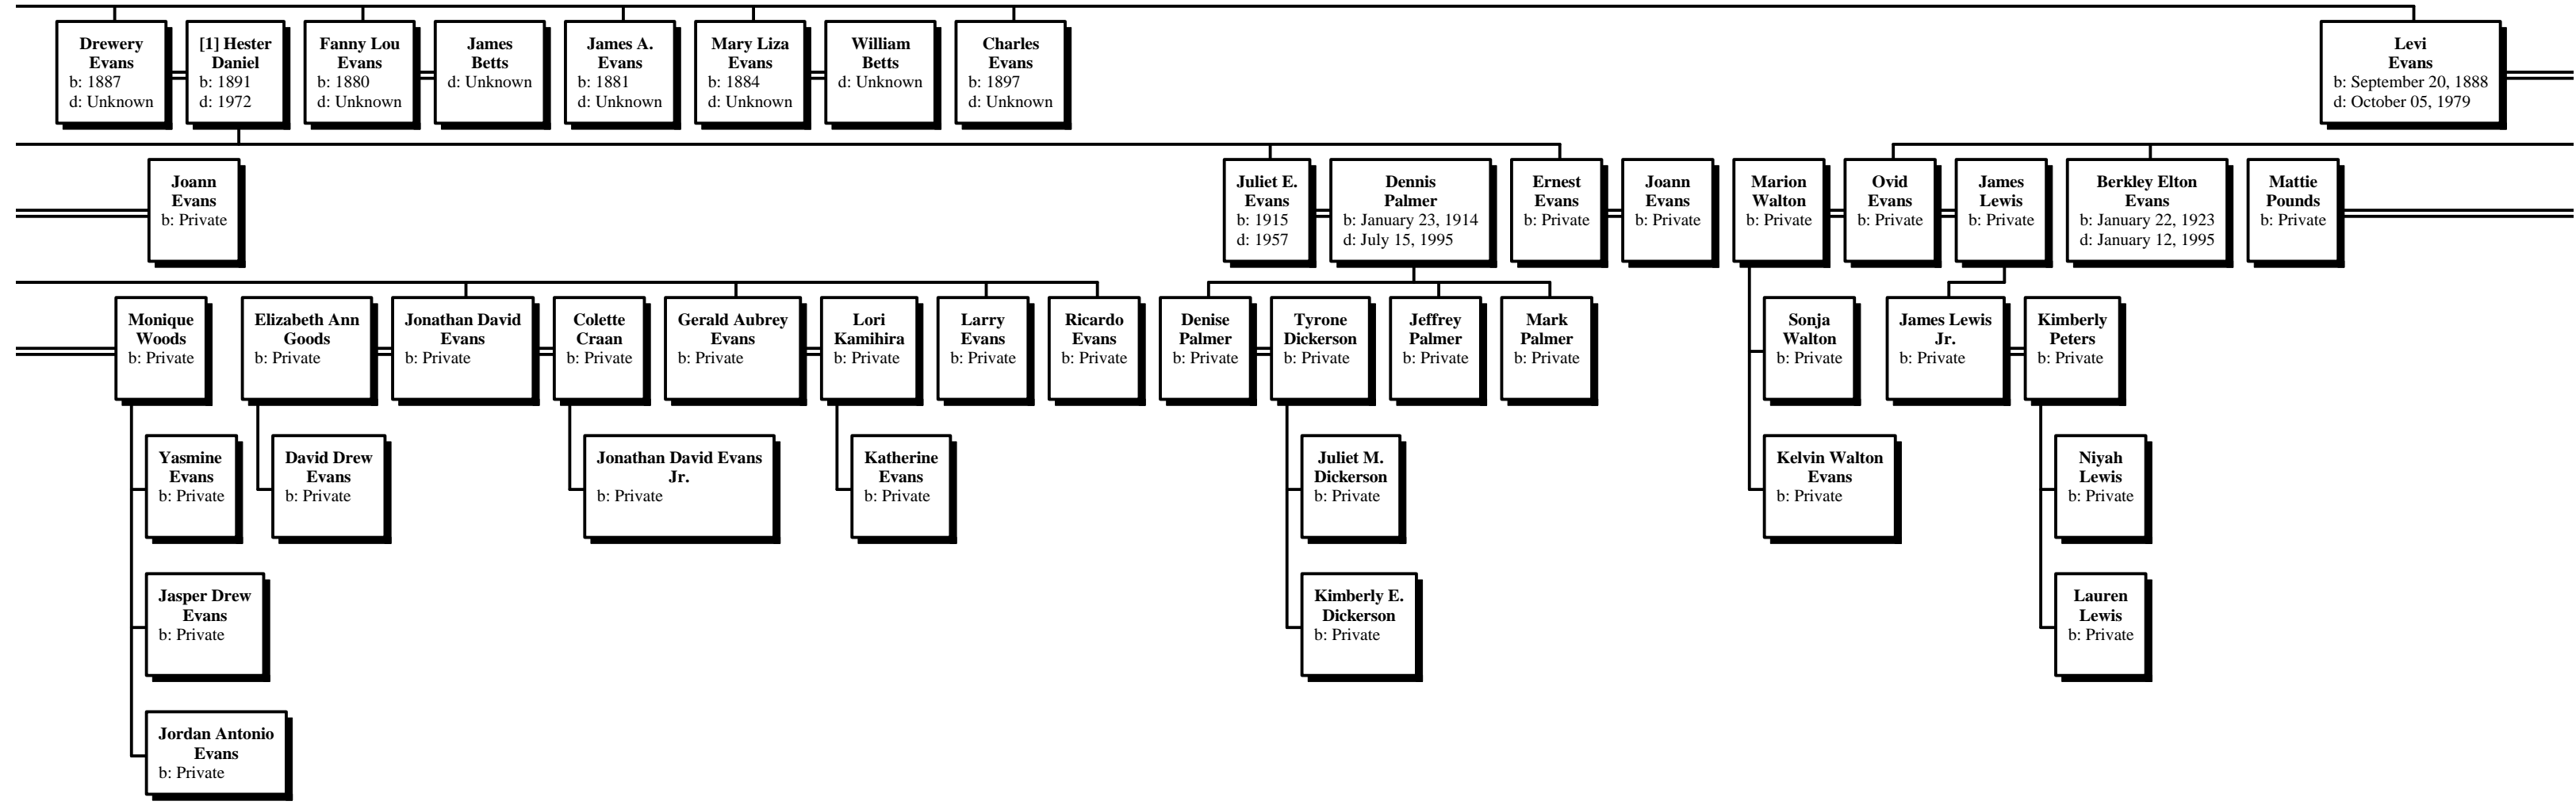 Drewery
Evans
b: 1887
d: Unknown
[1] Hester
Daniel
b: 1891
d: 1972
Fanny Lou
Evans
b: 1880
d: Unknown
James
Betts
d: Unknown
James A.
Evans
b: 1881
d: Unknown
Mary Liza
Evans
b: 1884
d: Unknown
William
Betts
d: Unknown
Charles
Evans
b: 1897
d: Unknown
Levi
Evans
b: September 20, 1888
d: October 05, 1979
Joann
Evans
b: Private
Juliet E.
Evans
b: 1915
d: 1957
Dennis
Palmer
b: January 23, 1914
d: July 15, 1995
Ernest
Evans
b: Private
Joann
Evans
b: Private
Marion
Walton
b: Private
Ovid
Evans
b: Private
James
Lewis
b: Private
Berkley Elton
Evans
b: January 22, 1923
d: January 12, 1995
Mattie
Pounds
b: Private
Monique
Woods
b: Private
Elizabeth Ann
Goods
b: Private
Jonathan David
Evans
b: Private
Colette
Craan
b: Private
Gerald Aubrey
Evans
b: Private
Lori
Kamihira
b: Private
Larry
Evans
b: Private
Ricardo
Evans
b: Private
Denise
Palmer
b: Private
Tyrone
Dickerson
b: Private
Jeffrey
Palmer
b: Private
Mark
Palmer
b: Private
Sonja
Walton
b: Private
James Lewis
Jr.
b: Private
Kimberly
Peters
b: Private
Yasmine
Evans
b: Private
David Drew
Evans
b: Private
Jonathan David Evans
Jr.
b: Private
Katherine
Evans
b: Private
Juliet M.
Dickerson
b: Private
Kelvin Walton
Evans
b: Private
Niyah
Lewis
b: Private
Jasper Drew
Evans
b: Private
Kimberly E.
Dickerson
b: Private
Lauren
Lewis
b: Private
Jordan Antonio
Evans
b: Private